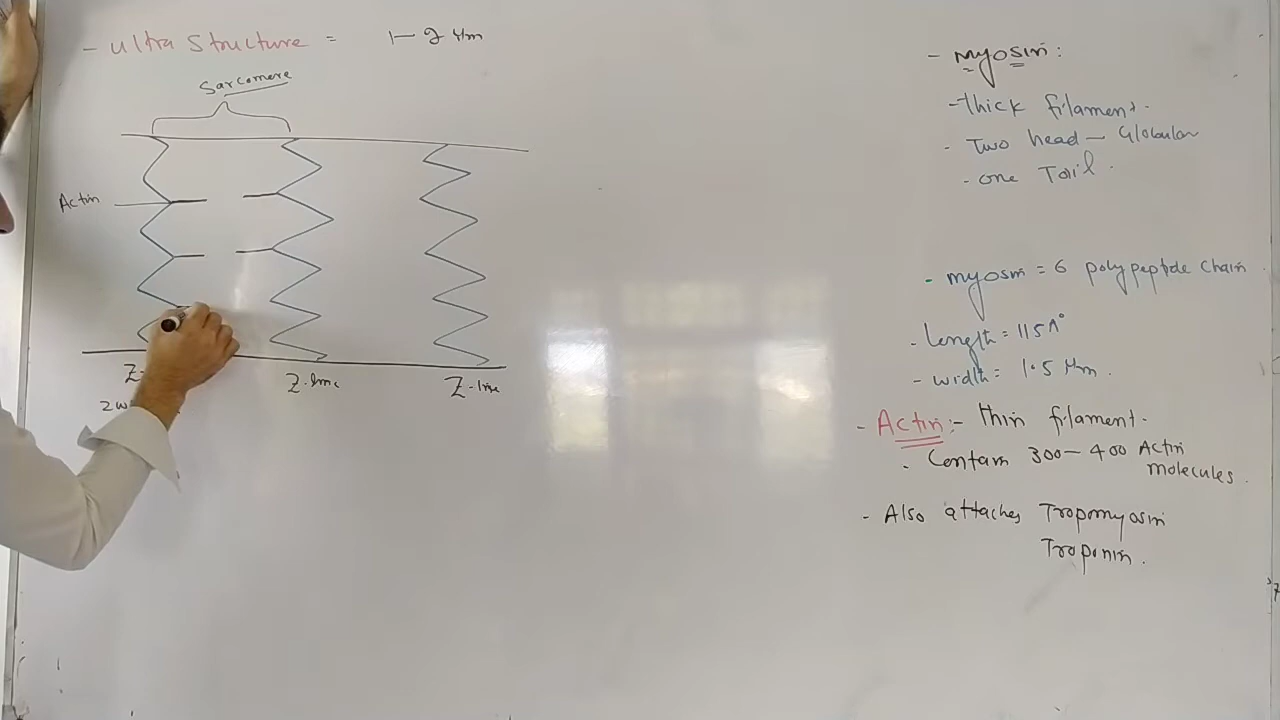 - Ultra Structure = 1-2 μm
Sarcomere
Actin
Z-line
Z-line
- myosin:
- thick filament.
- Two head - Globular
- one Tail.
- myosin = 6 polypeptide chain
- Length = 115A°
- width = 1.5 μm.
- Actin:- Thin filament.
- Contain 300-400 Actin
molecules.
- Also attaches Tropomyosin
Troponin.